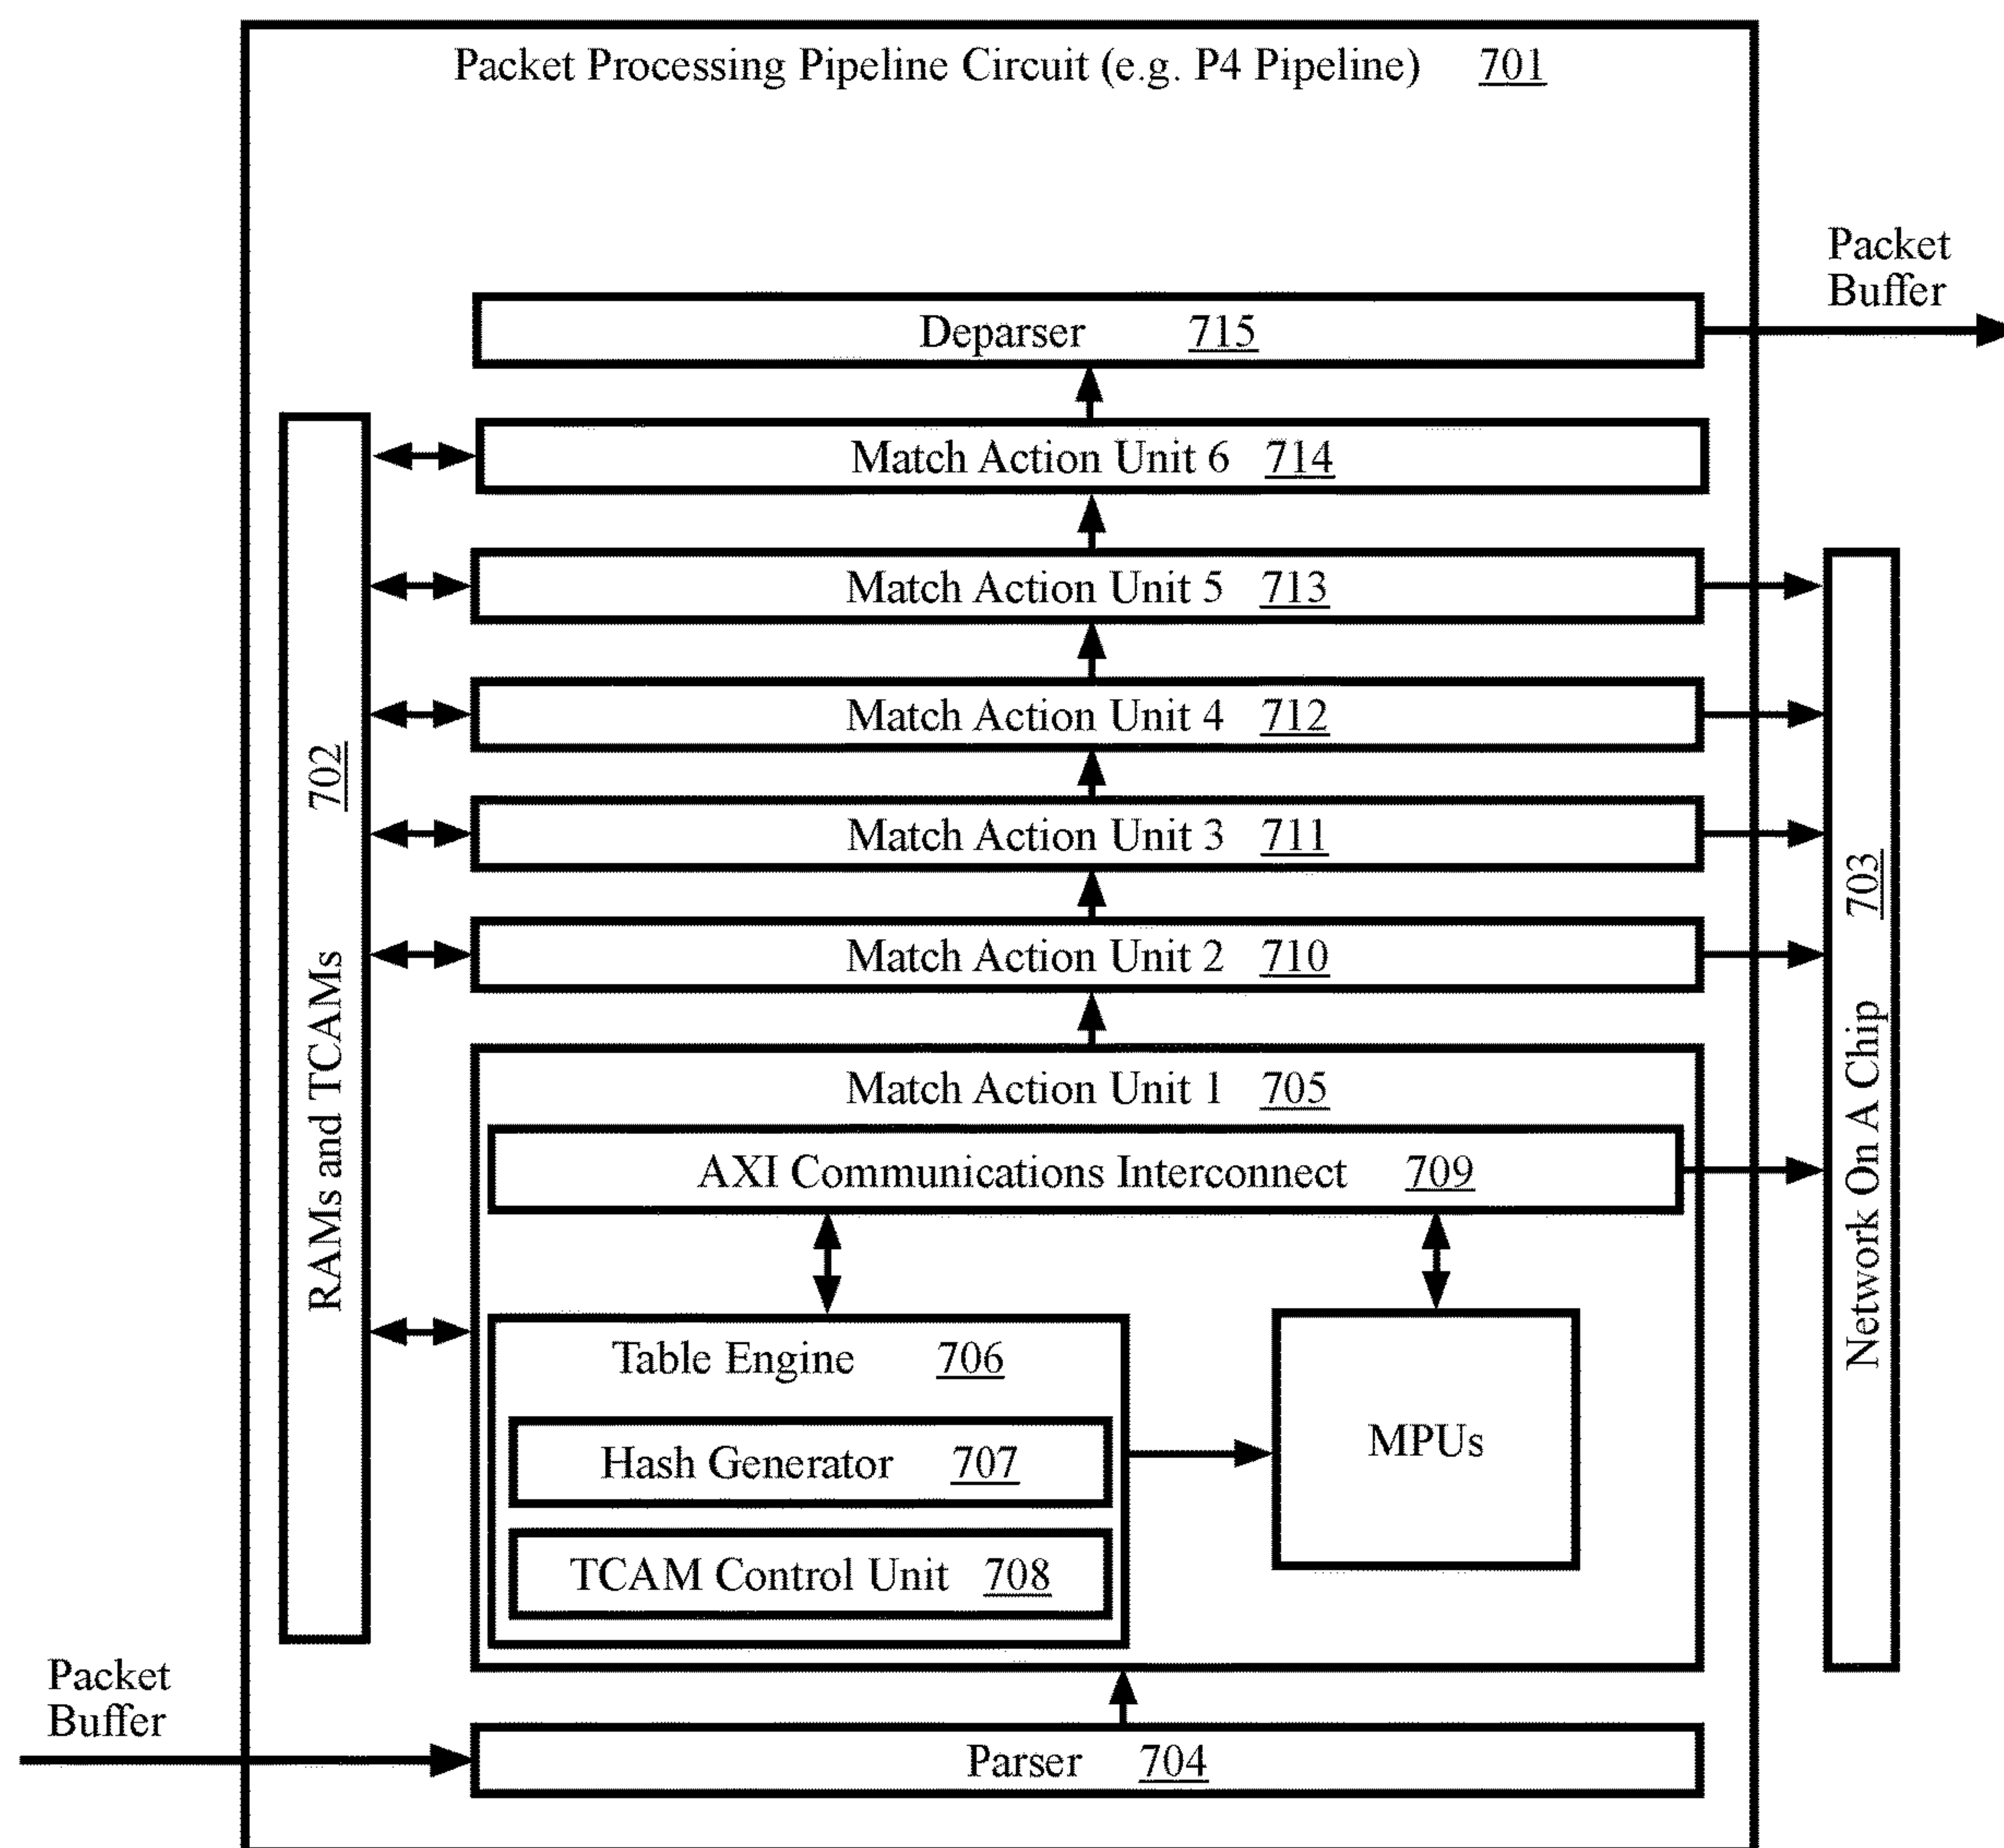 Packet Processing Pipeline Circuit (e.g. P4 Pipeline) 701
Packet
Buffer
Deparser 715
Match Action Unit 6 714
Match Action Unit 5 713
Match Action Unit 4 712
Match Action Unit 3 711
Match Action Unit 2 710
RAMs and TCAMs 702
Network On A Chip 703
Match Action Unit 1 705
AXI Communications Interconnect 709
Table Engine 706
Hash Generator 707
TCAM Control Unit 708
MPUs
Packet
Buffer
Parser 704